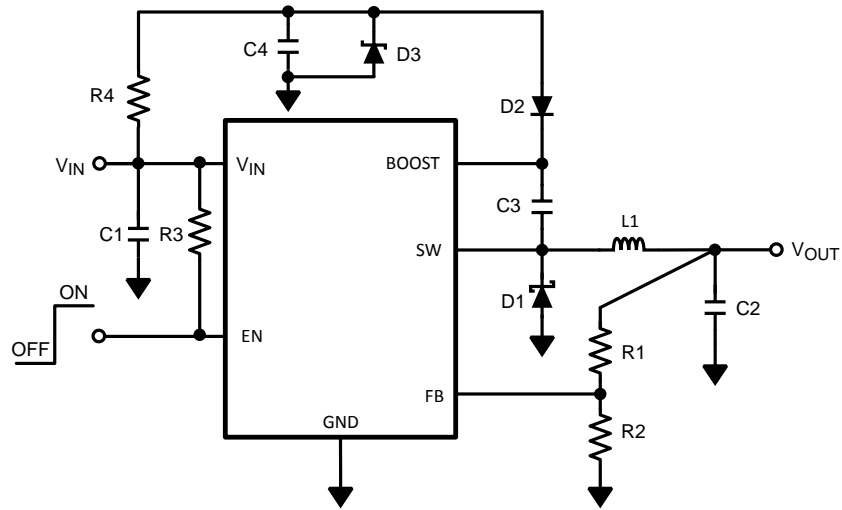 C4
D3
R4
D2
VIN
VIN
BOOST
C3
C1
R3
L1
SW
VOUT
ON
D1
C2
OFF
EN
R1
FB
GND
R2